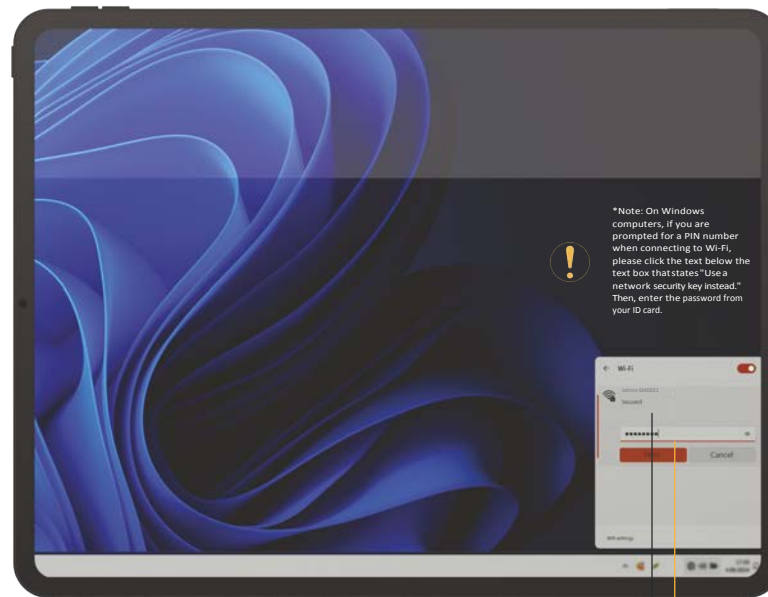 *Note: On Windows
computers, if you are
prompted for a PIN number
when connecting to Wi-Fi,
please click the text below the
text box that states "Use a
network security key instead."
Then, enter the password from
your ID card.
Wi-Fi
Secured
Cancel